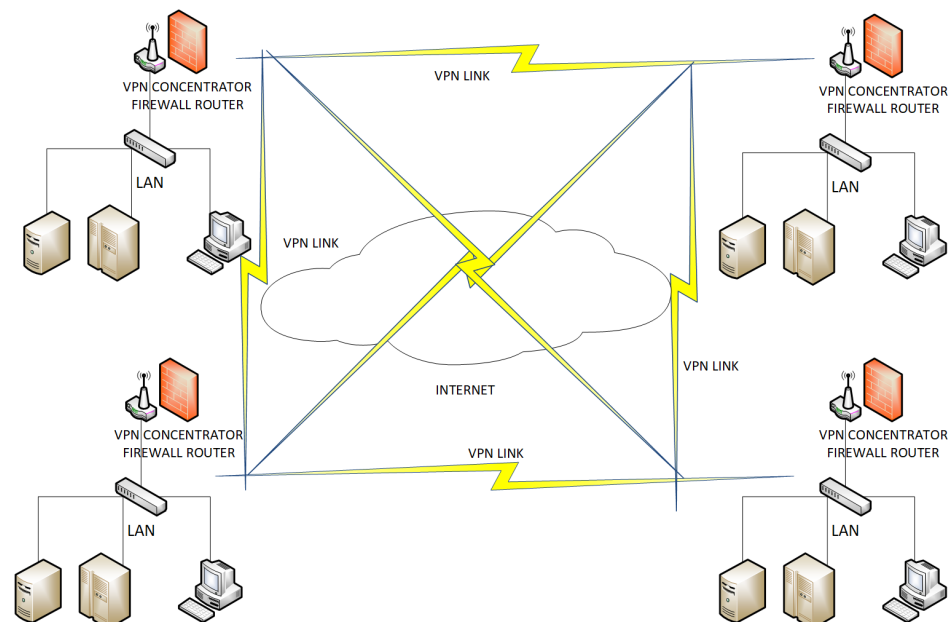 VPN LINK
VPN CONCENTRATOR
FIREWALL ROUTER
VPN CONCENTRATOR
FIREWALL ROUTER
LAN
LAN
VPN LINK
VPN LINK
INTERNET
VPN CONCENTRATOR
FIREWALL ROUTER
VPN CONCENTRATOR
FIREWALL ROUTER
VPN LINK
LAN
LAN